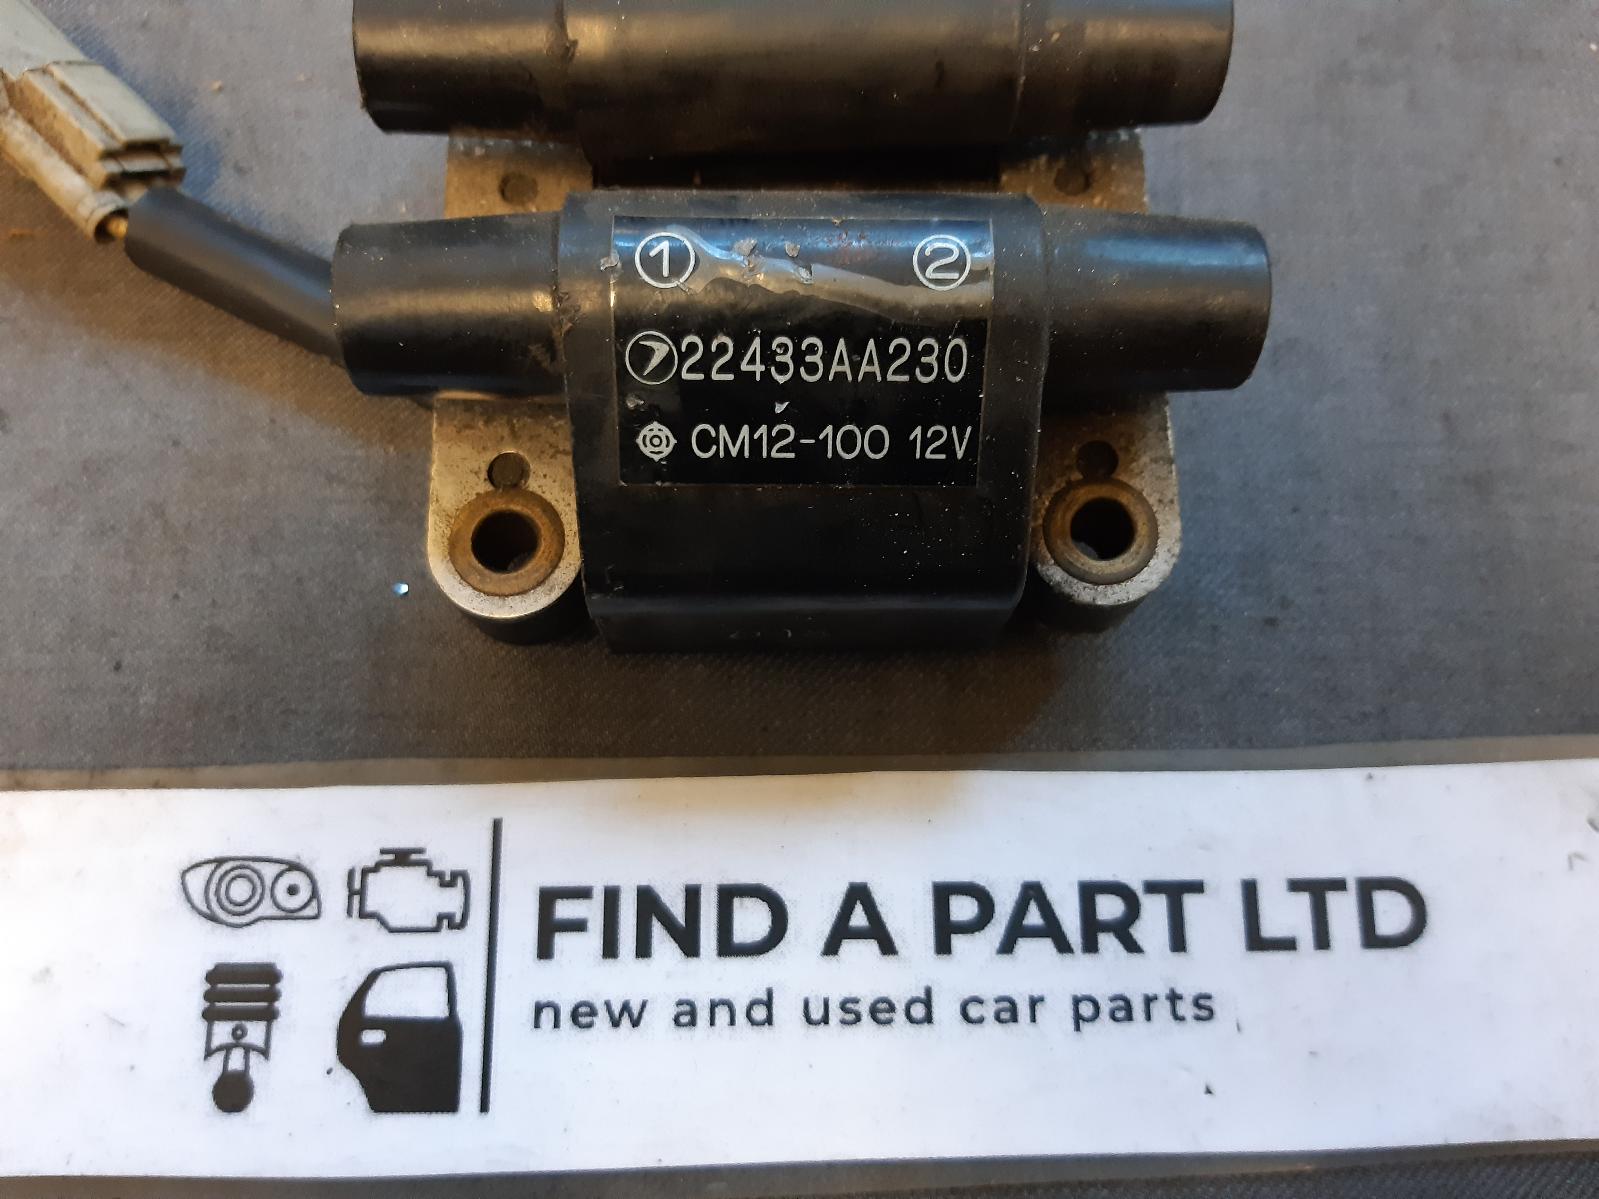 1 2
22433AA230
CM12-100 12V
FIND A PART LTD
new and used car parts